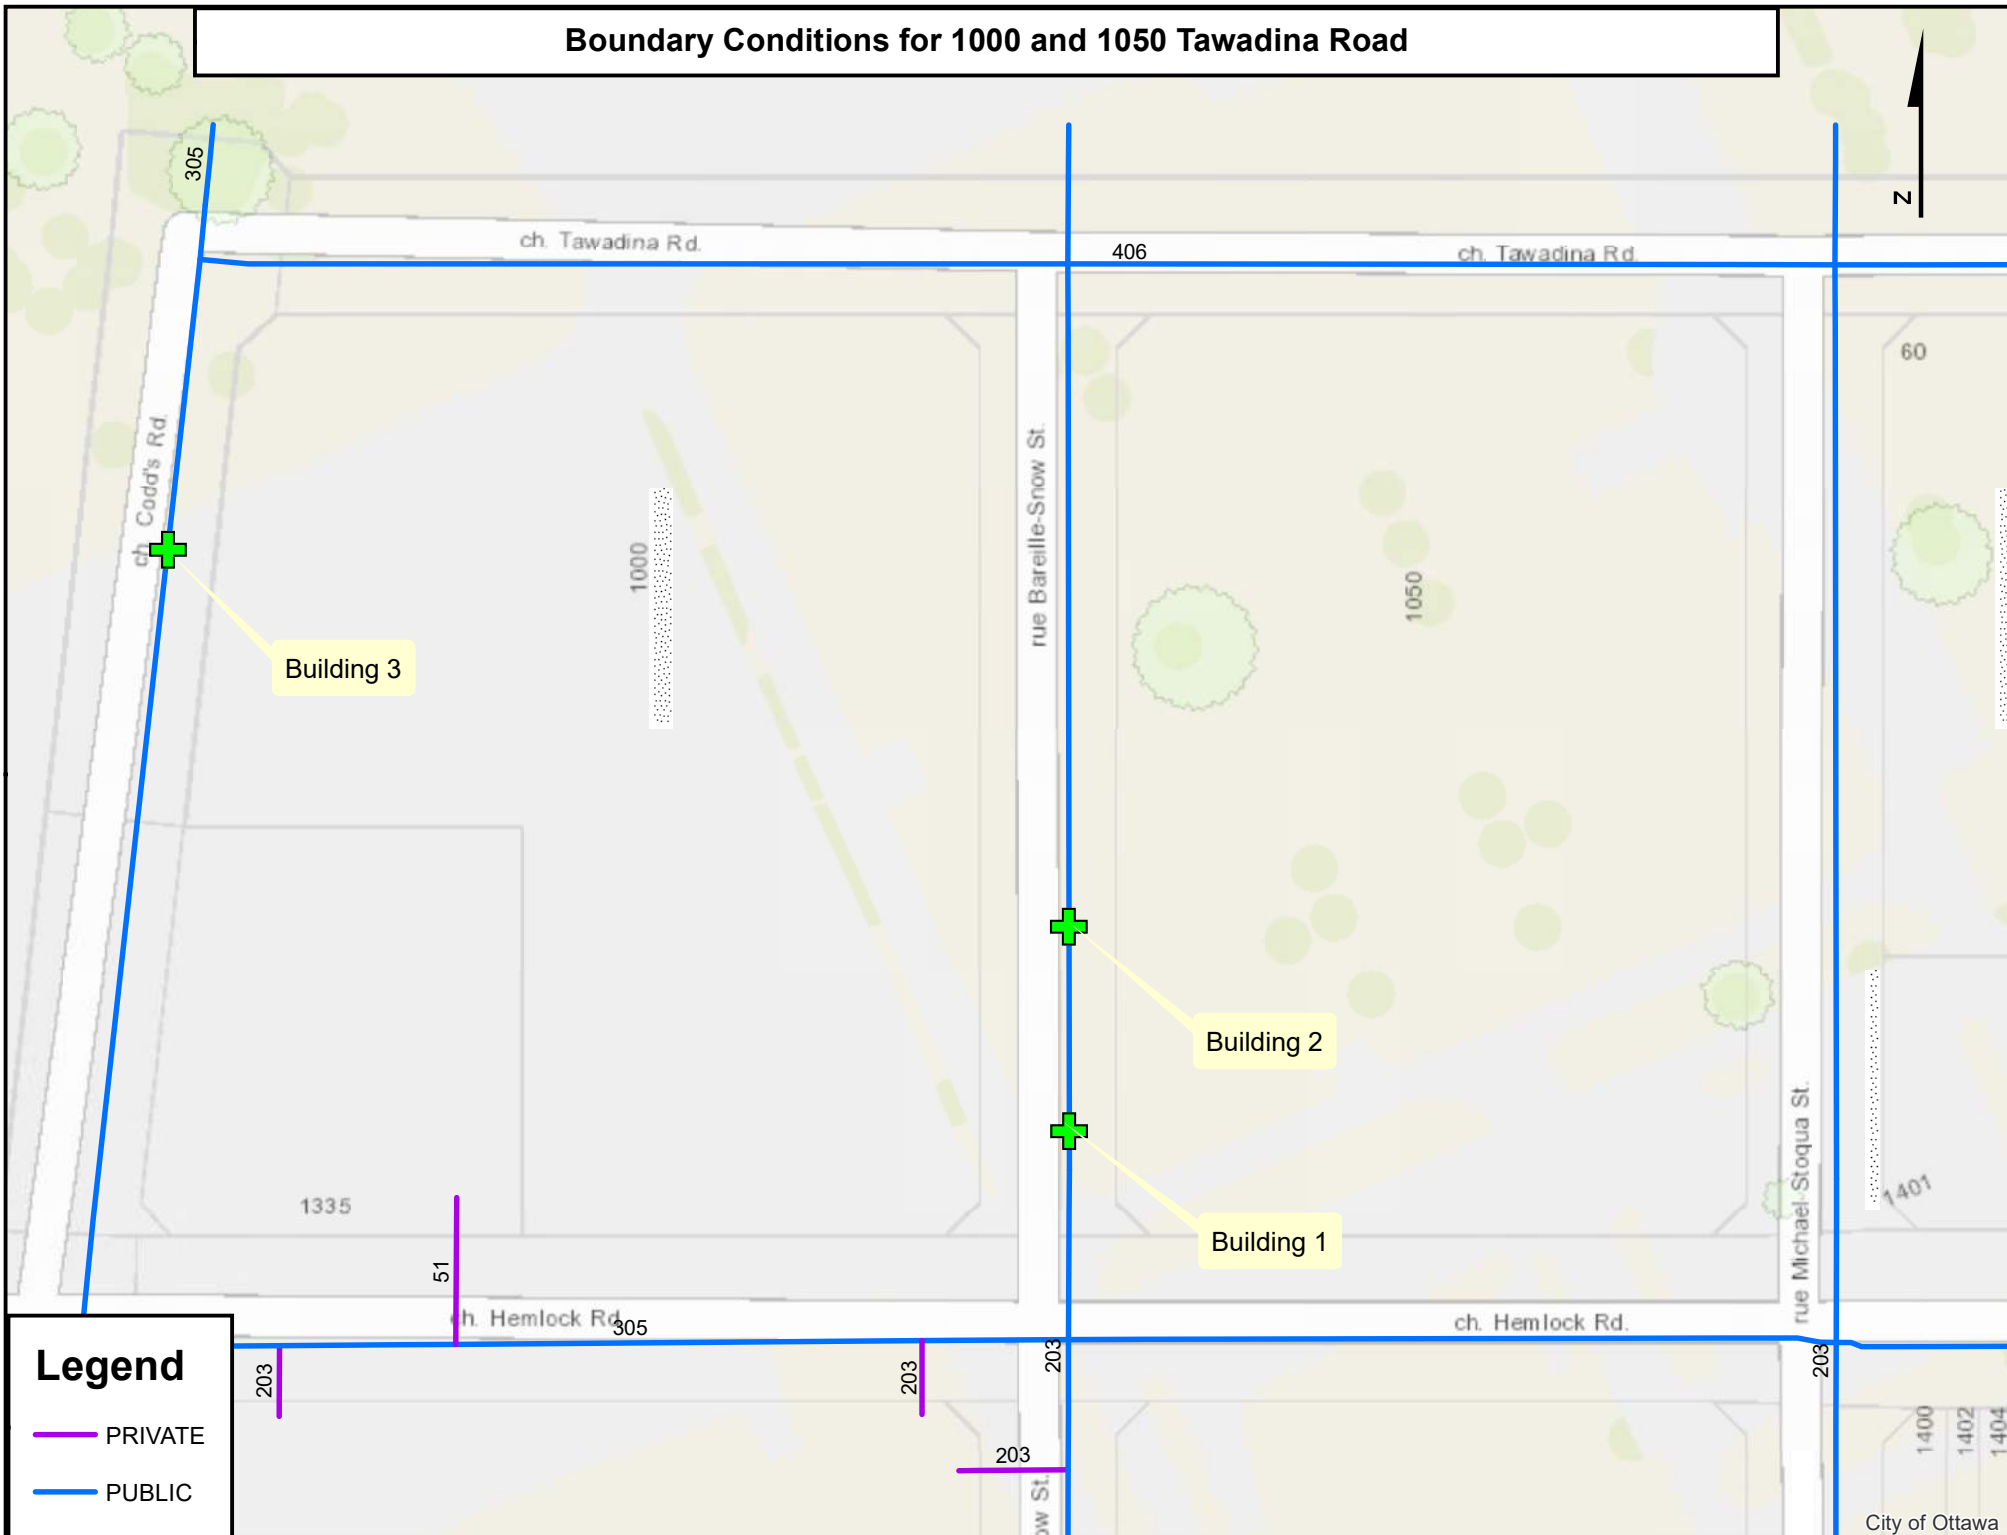 Boundary Conditions for 1000 and 1050 Tawadina Road
305
N
ch. Tawadina Rd.
406
ch. Tawadina Rd.
60
ch. Codd's Rd.
1000
rue Bareille-Snow St.
1050
Building 3
Building 2
Building 1
rue Michael-Stoqua St.
1401
1335
51
ch. Hemlock Rd.
305
ch. Hemlock Rd.
203
203
203
203
203
ow St.
1400
1402
1404
Legend
PRIVATE
PUBLIC
City of Ottawa